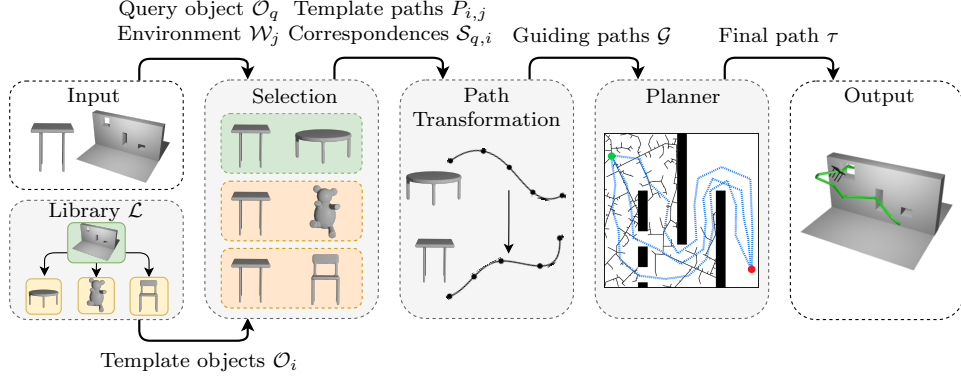 Query object 𝒪_q
Environment 𝒲_j
Template paths P_{i,j}
Correspondences 𝒮_{q,i}
Guiding paths 𝒢
Final path τ
Input
Selection
Path
Transformation
Planner
Output
Library ℒ
Template objects 𝒪_i